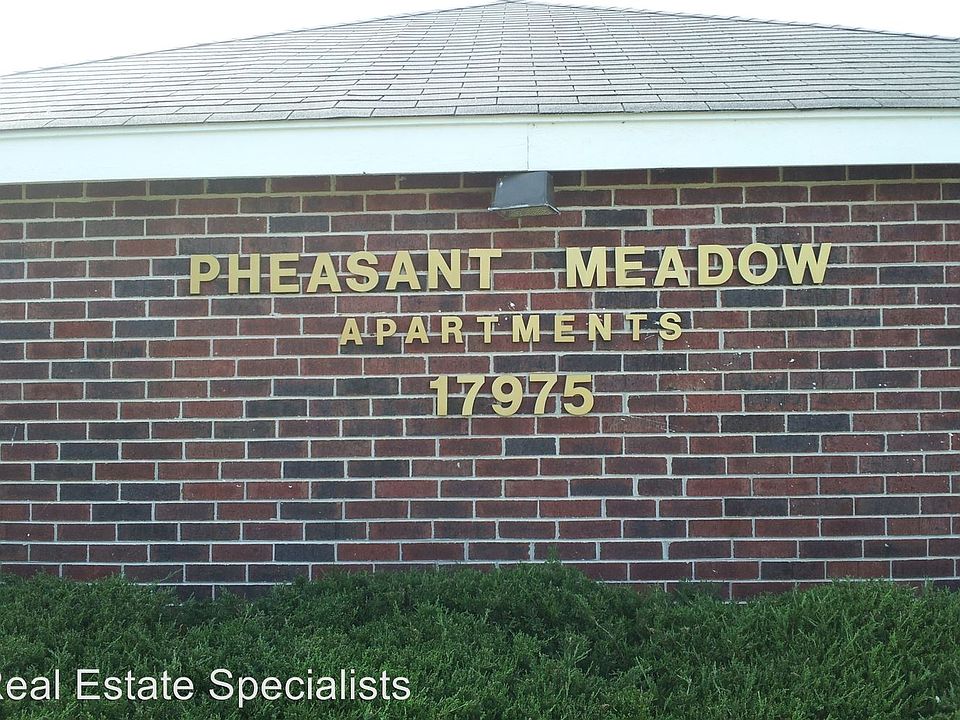 PHEASANT MEADOW
APARTMENTS
17975
Real Estate Specialists